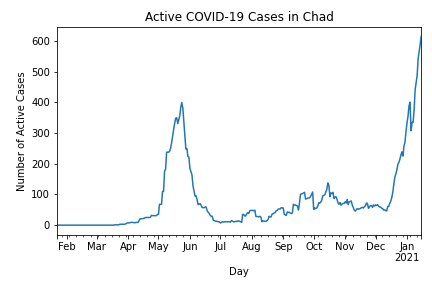 Active COVID-19 Cases in Chad
Number of Active Cases
600
500
400
300
200
100
0
Feb Mar Apr May Jun Jul Aug Sep Oct Nov Dec Jan
2021
Day